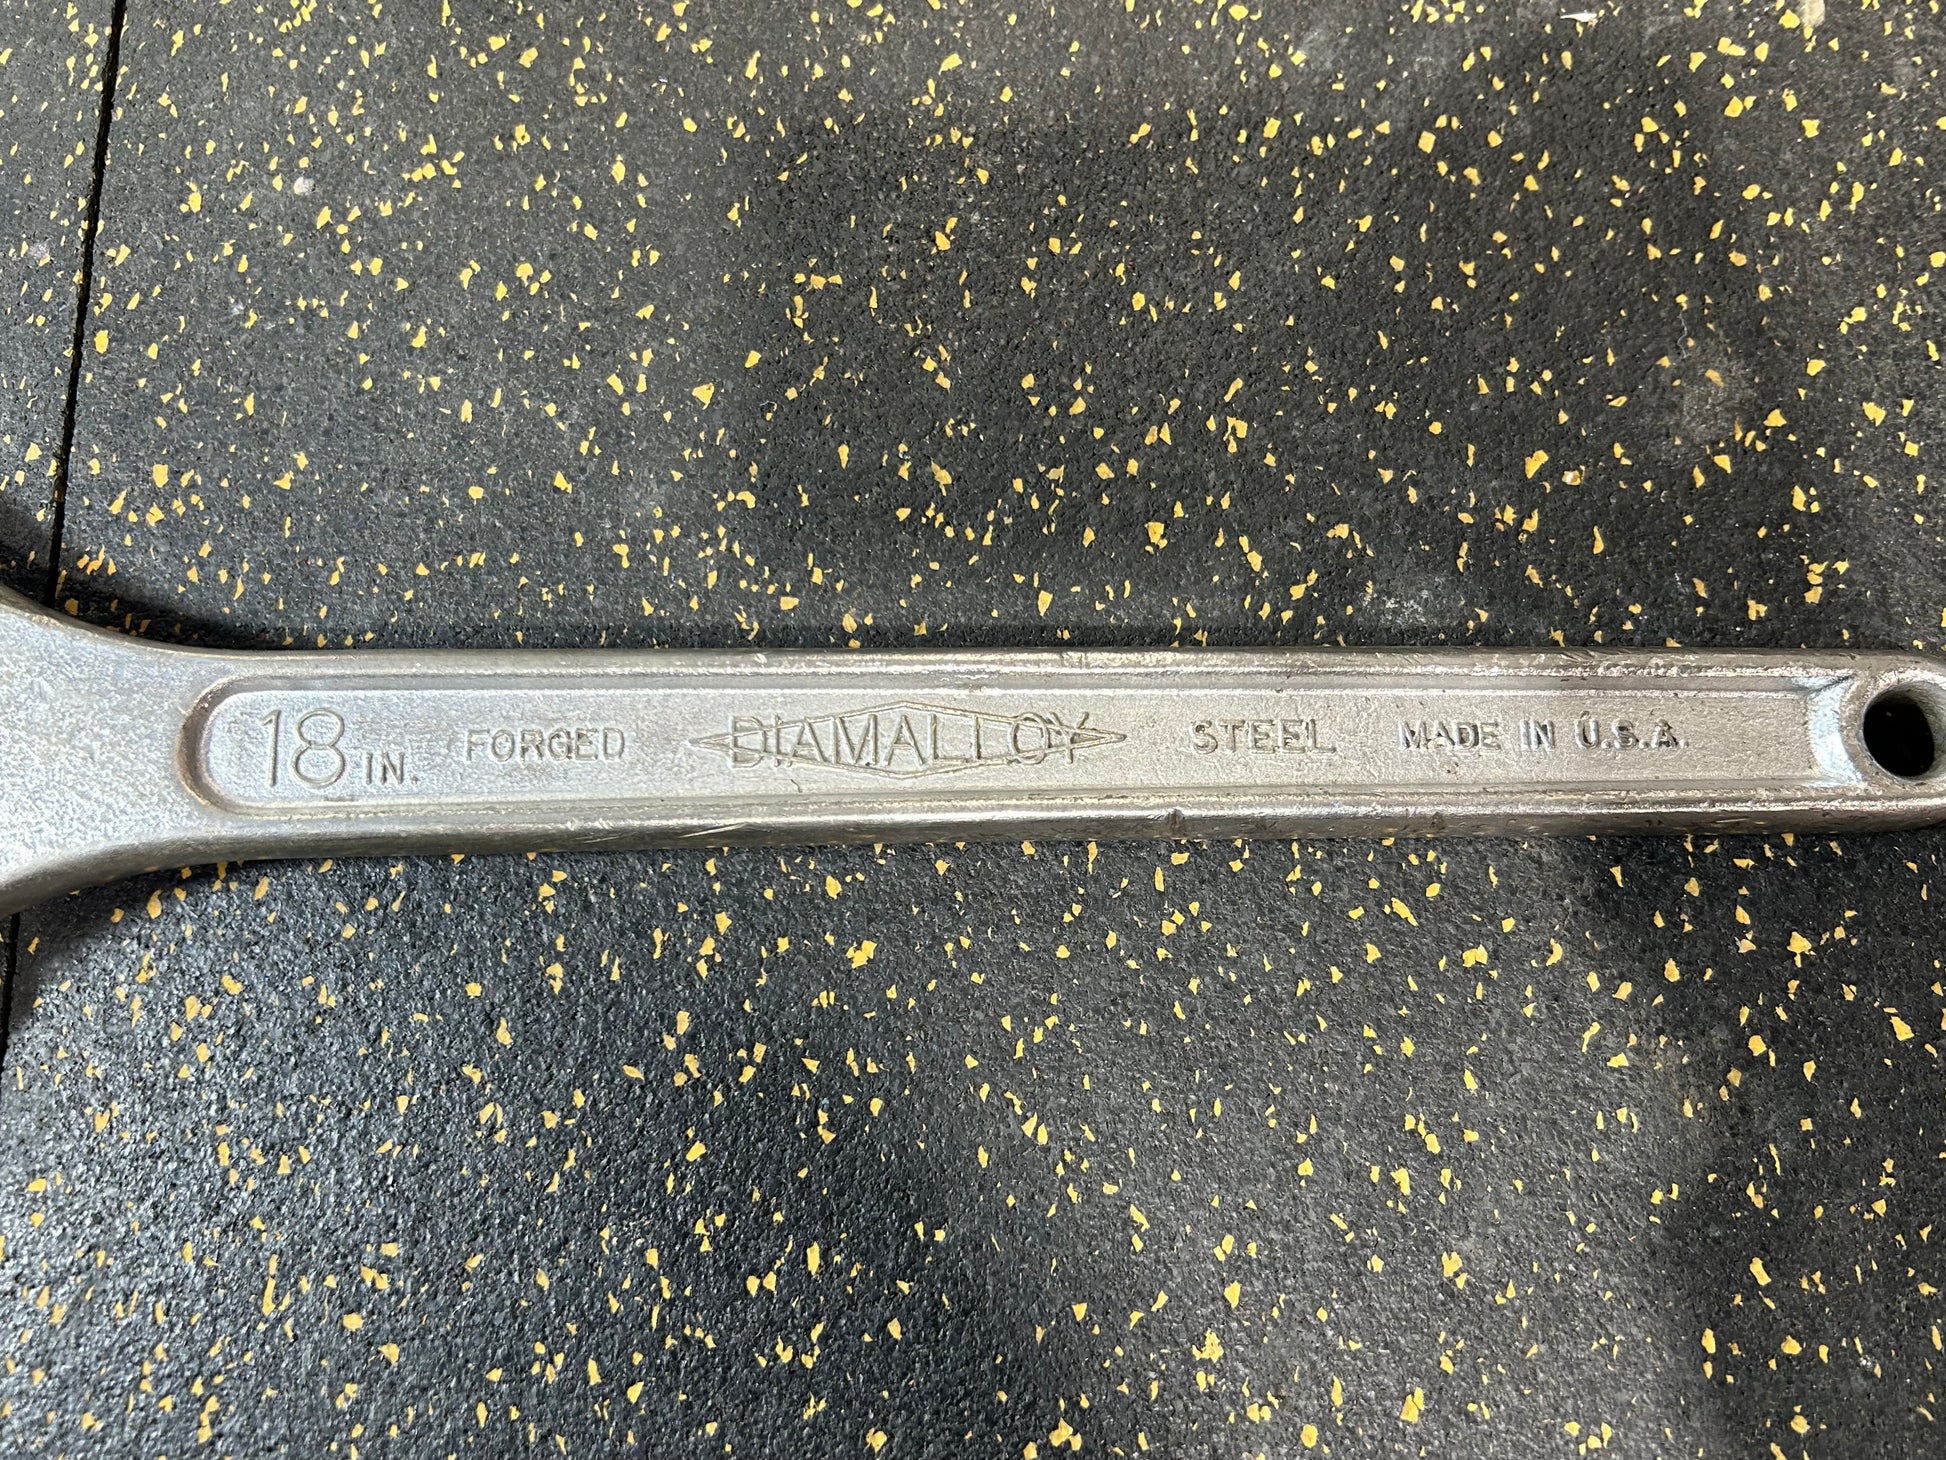 18 IN. FORGED DIAMALLOY STEEL MADE IN U.S.A.